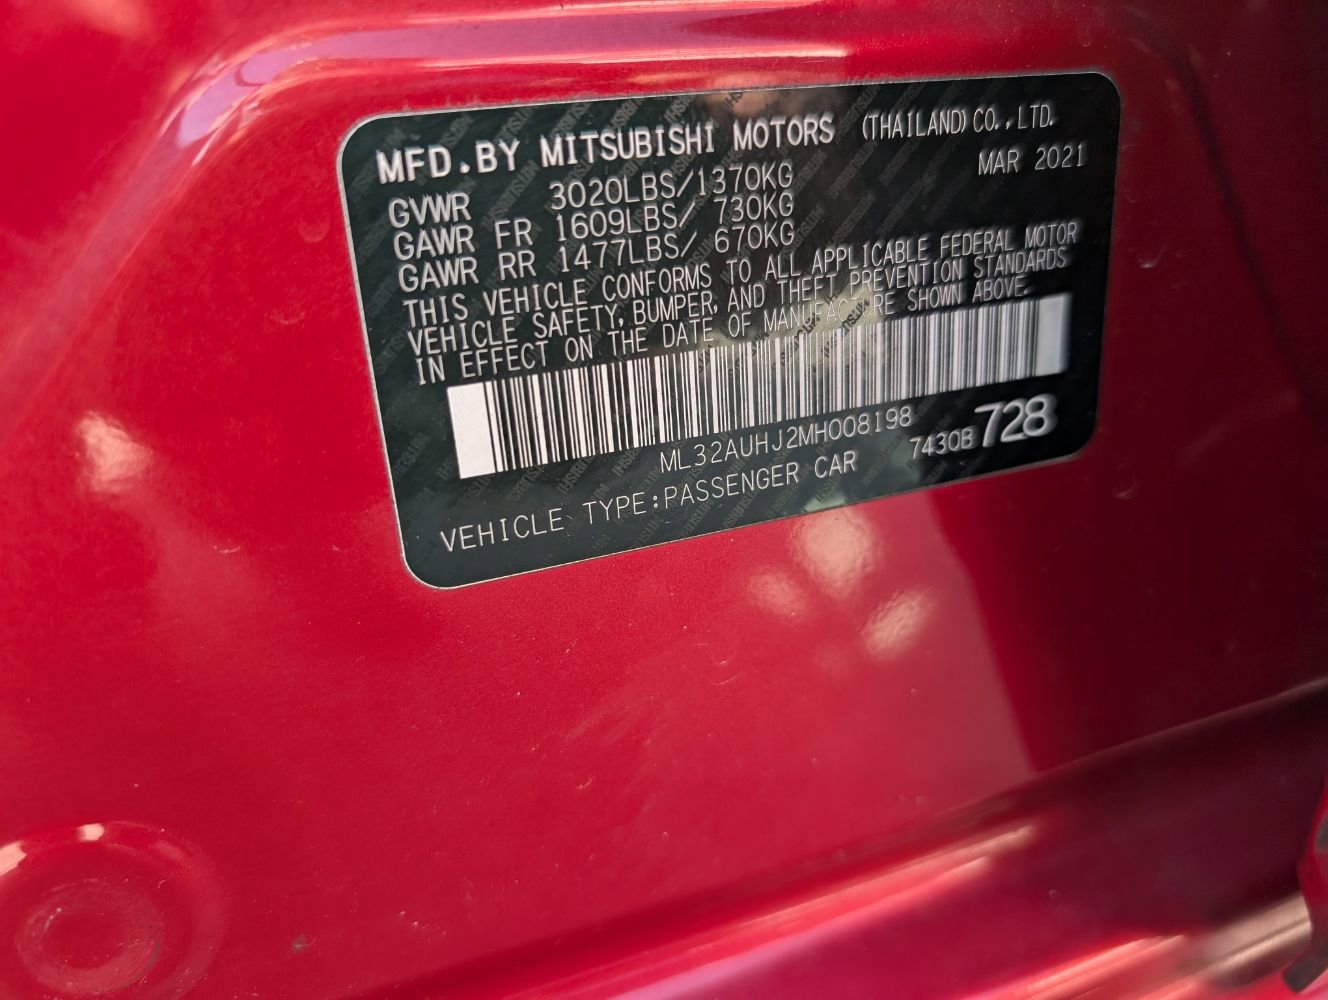 MFD.BY MITSUBISHI MOTORS (THAILAND) CO.,LTD.
MAR 2021
GVWR 3020LBS/1370KG
GAWR FR 1609LBS/ 730KG
GAWR RR 1477LBS/ 670KG
THIS VEHICLE CONFORMS TO ALL APPLICABLE FEDERAL MOTOR
VEHICLE SAFETY, BUMPER, AND THEFT PREVENTION STANDARDS
IN EFFECT ON THE DATE OF MANUFACTURE SHOWN ABOVE.
ML32AUHJ2MH008198
7430B 728
VEHICLE TYPE:PASSENGER CAR